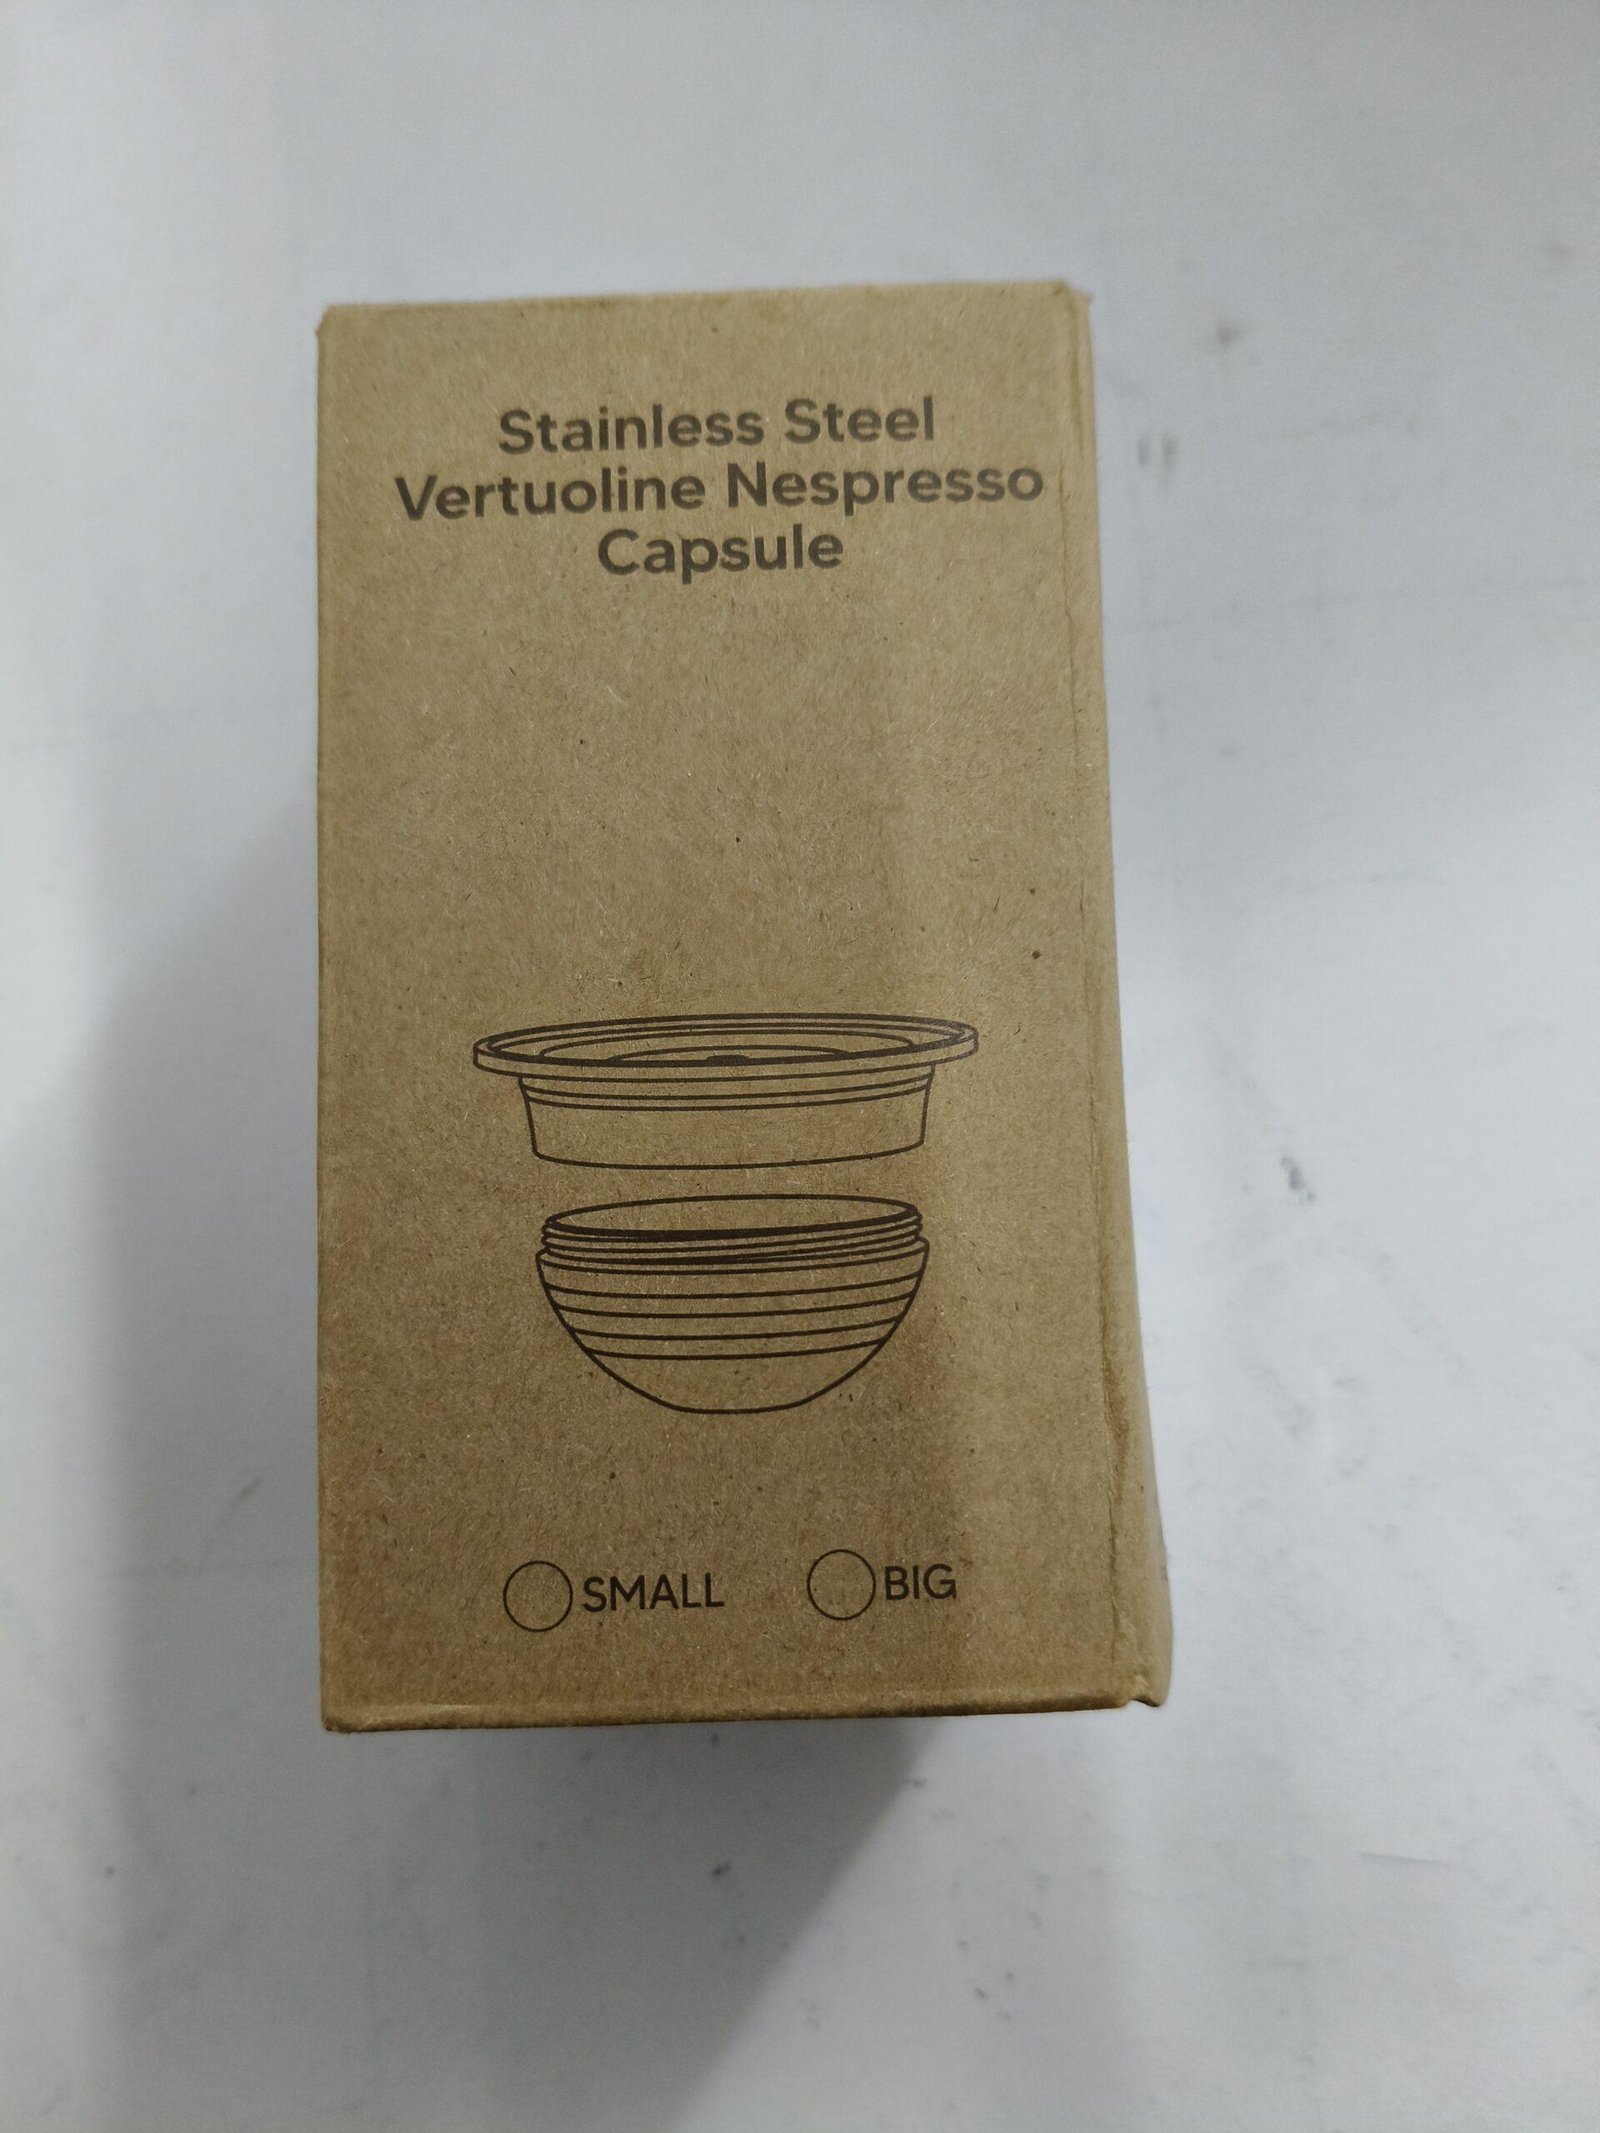 Stainless Steel
Vertuoline Nespresso
Capsule
SMALL BIG